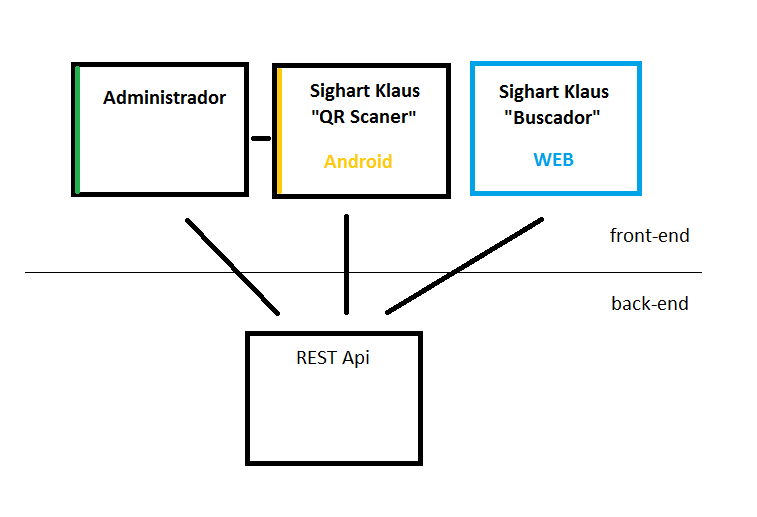 Administrador
Sighart Klaus
"QR Scaner"
Android
Sighart Klaus
"Buscador"
WEB
front-end
back-end
REST Api